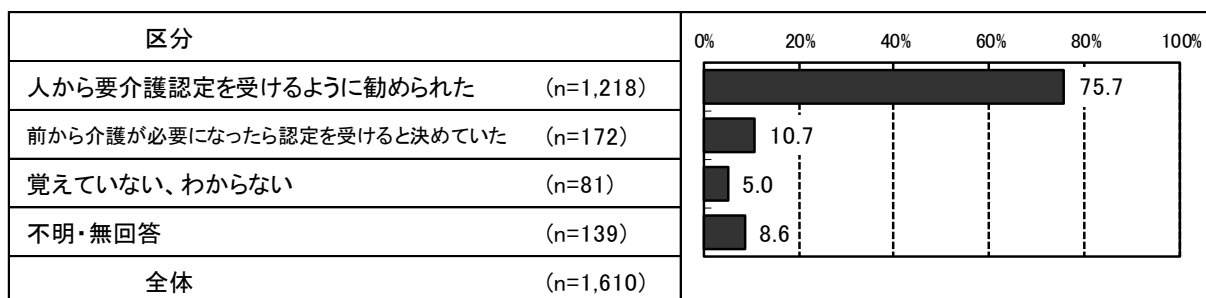 区分
0% 20% 40% 60% 80% 100%
人から要介護認定を受けるように勧められた (n=1,218) 75.7
前から介護が必要になったら認定を受けると決めていた (n=172) 10.7
覚えていない、わからない (n=81) 5.0
不明・無回答 (n=139) 8.6
全体 (n=1,610)